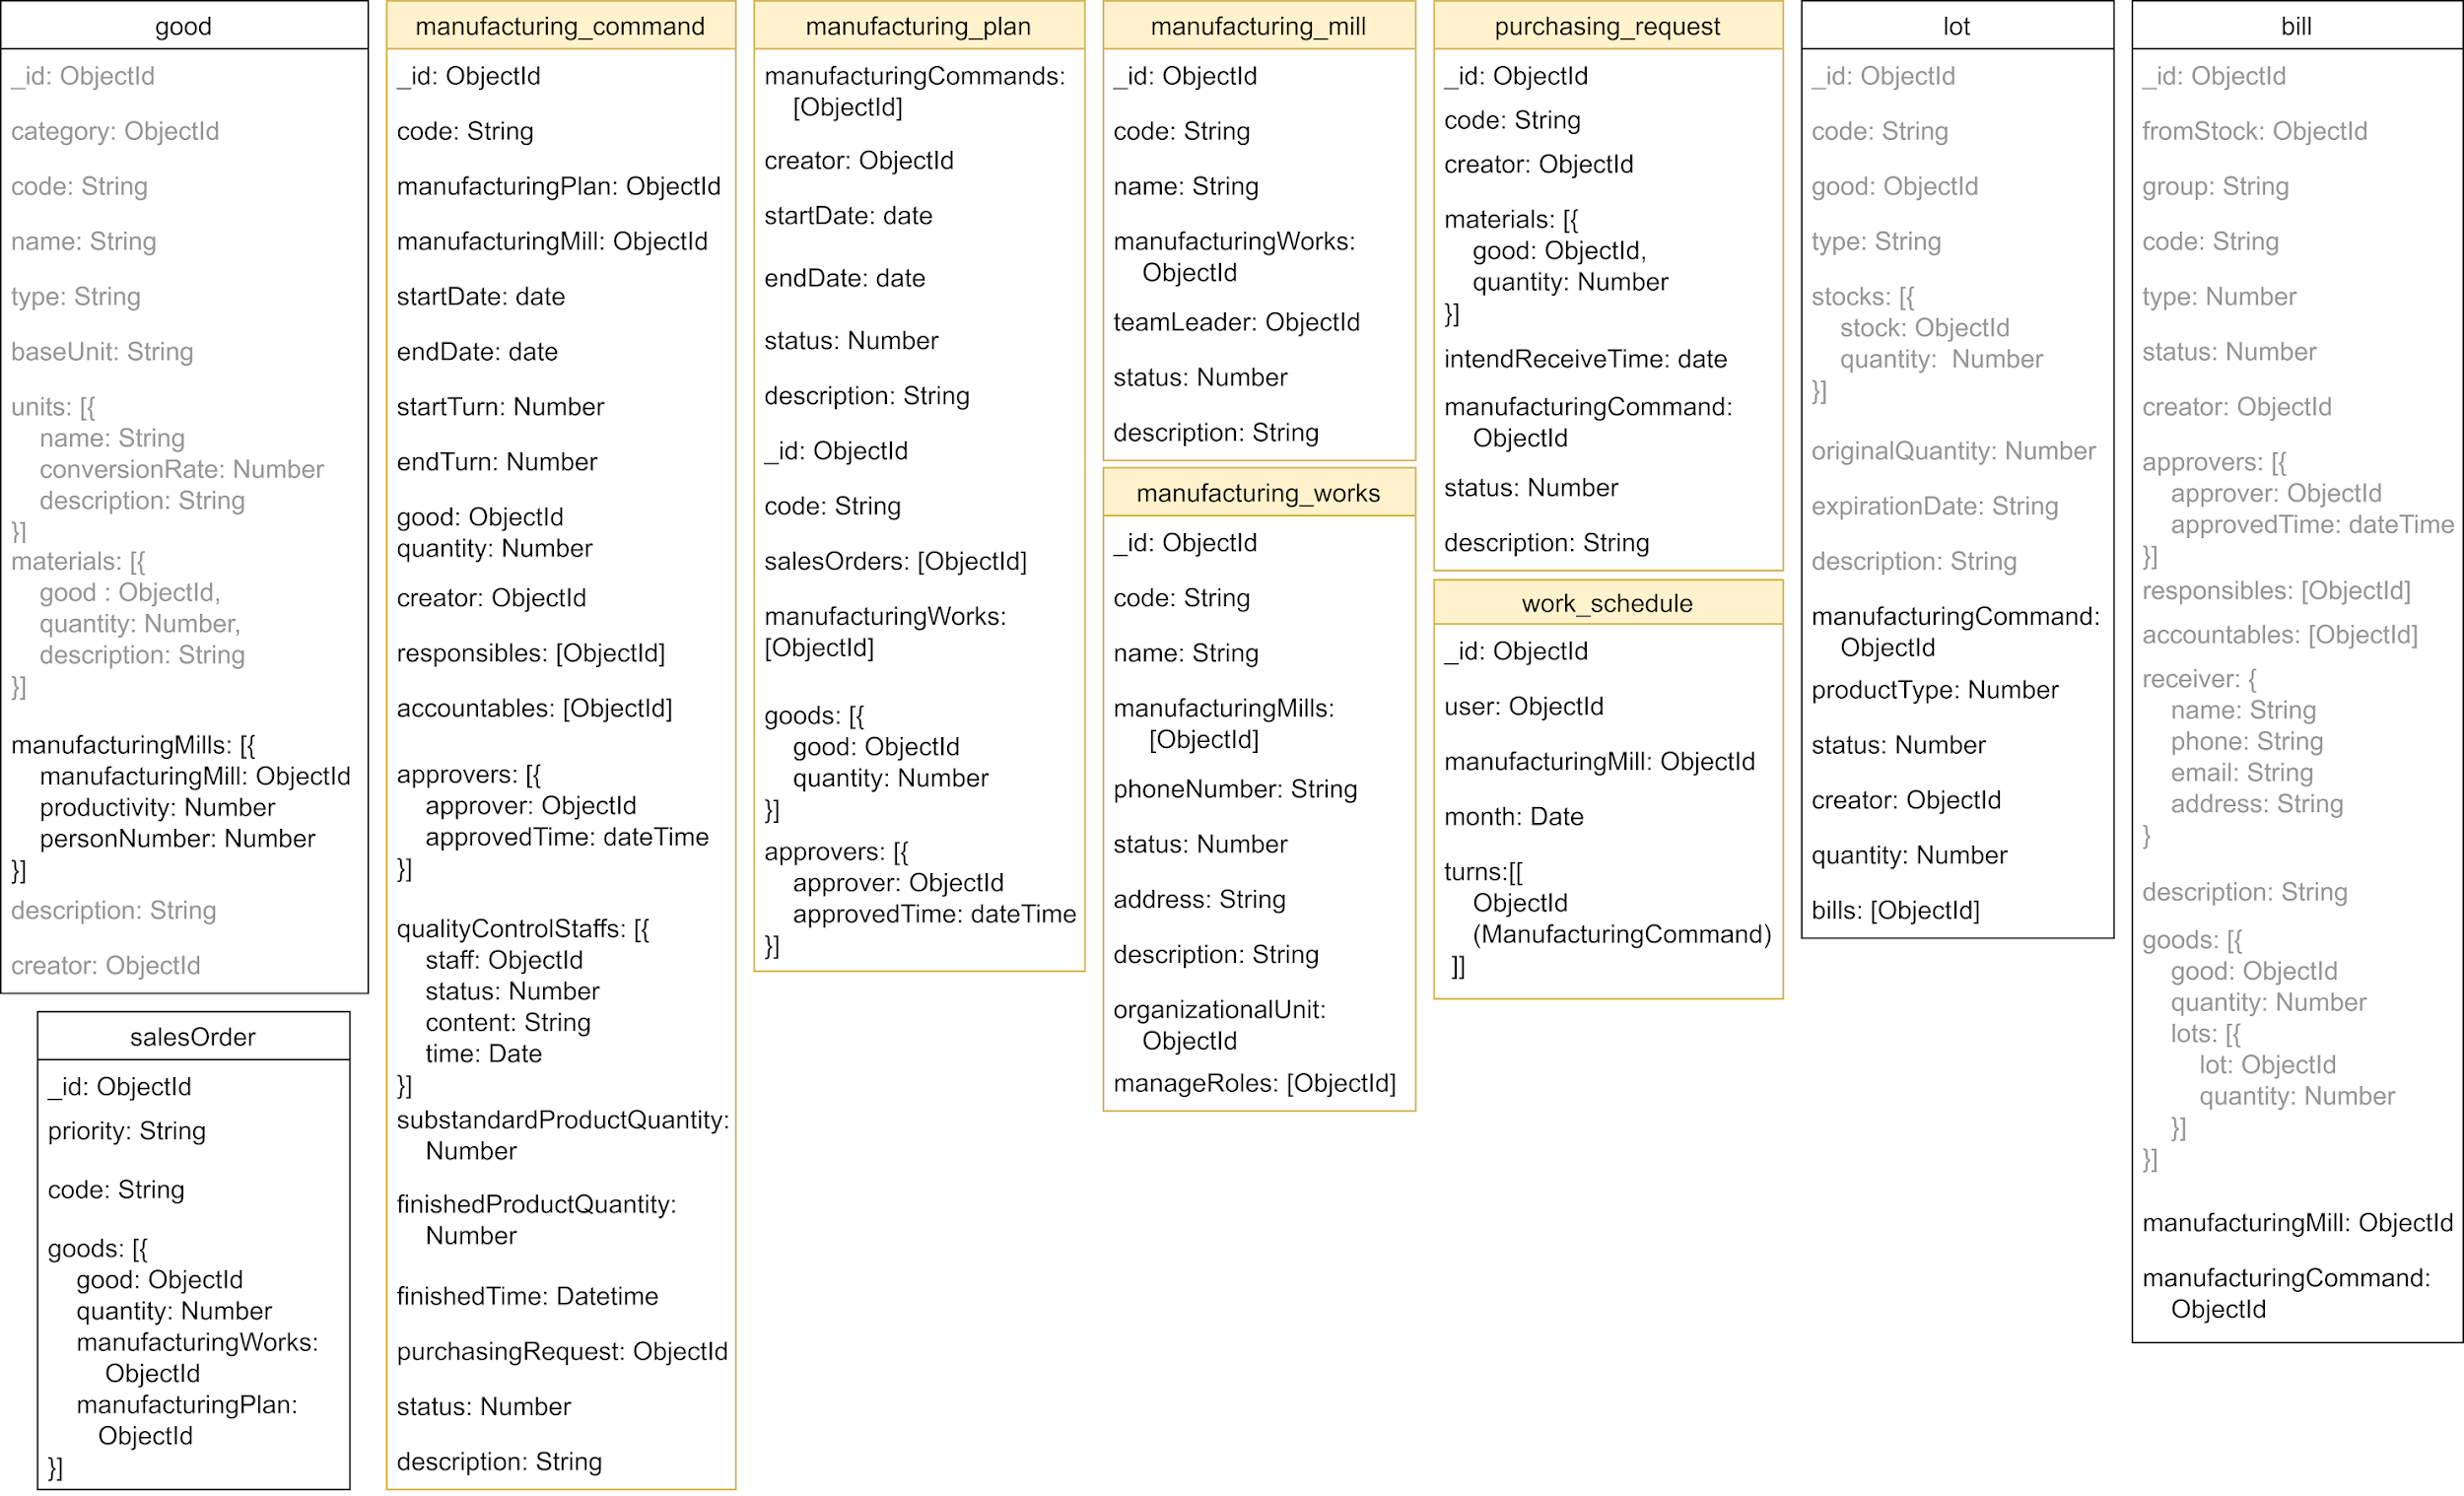 good
_id: ObjectId
category: ObjectId
code: String
name: String
type: String
baseUnit: String
units: [{
name: String
conversionRate: Number
description: String
}]
materials: [{
good : ObjectId,
quantity: Number,
description: String
}]
manufacturingMills: [{
manufacturingMill: ObjectId
productivity: Number
personNumber: Number
}]
description: String
creator: ObjectId
salesOrder
_id: ObjectId
priority: String
code: String
goods: [{
good: ObjectId
quantity: Number
manufacturingWorks:
ObjectId
manufacturingPlan:
ObjectId
}]
manufacturing_command
_id: ObjectId
code: String
manufacturingPlan: ObjectId
manufacturingMill: ObjectId
startDate: date
endDate: date
startTurn: Number
endTurn: Number
good: ObjectId
quantity: Number
creator: ObjectId
responsibles: [ObjectId]
accountables: [ObjectId]
approvers: [{
approver: ObjectId
approvedTime: dateTime
}]
qualityControlStaffs: [{
staff: ObjectId
status: Number
content: String
time: Date
}]
substandardProductQuantity:
Number
finishedProductQuantity:
Number
finishedTime: Datetime
purchasingRequest: ObjectId
status: Number
description: String
manufacturing_plan
manufacturingCommands:
[ObjectId]
creator: ObjectId
startDate: date
endDate: date
status: Number
description: String
_id: ObjectId
code: String
salesOrders: [ObjectId]
manufacturingWorks:
[ObjectId]
goods: [{
good: ObjectId
quantity: Number
}]
approvers: [{
approver: ObjectId
approvedTime: dateTime
}]
manufacturing_mill
_id: ObjectId
code: String
name: String
manufacturingWorks:
ObjectId
teamLeader: ObjectId
status: Number
description: String
manufacturing_works
_id: ObjectId
code: String
name: String
manufacturingMills:
[ObjectId]
phoneNumber: String
status: Number
address: String
description: String
organizationalUnit:
ObjectId
manageRoles: [ObjectId]
purchasing_request
_id: ObjectId
code: String
creator: ObjectId
materials: [{
good: ObjectId,
quantity: Number
}]
intendReceiveTime: date
manufacturingCommand:
ObjectId
status: Number
description: String
work_schedule
_id: ObjectId
user: ObjectId
manufacturingMill: ObjectId
month: Date
turns:[[
ObjectId
(ManufacturingCommand)
]]
lot
_id: ObjectId
code: String
good: ObjectId
type: String
stocks: [{
stock: ObjectId
quantity: Number
}]
originalQuantity: Number
expirationDate: String
description: String
manufacturingCommand:
ObjectId
productType: Number
status: Number
creator: ObjectId
quantity: Number
bills: [ObjectId]
bill
_id: ObjectId
fromStock: ObjectId
group: String
code: String
type: Number
status: Number
creator: ObjectId
approvers: [{
approver: ObjectId
approvedTime: dateTime
}]
responsibles: [ObjectId]
accountables: [ObjectId]
receiver: {
name: String
phone: String
email: String
address: String
}
description: String
goods: [{
good: ObjectId
quantity: Number
lots: [{
lot: ObjectId
quantity: Number
}]
}]
manufacturingMill: ObjectId
manufacturingCommand:
ObjectId